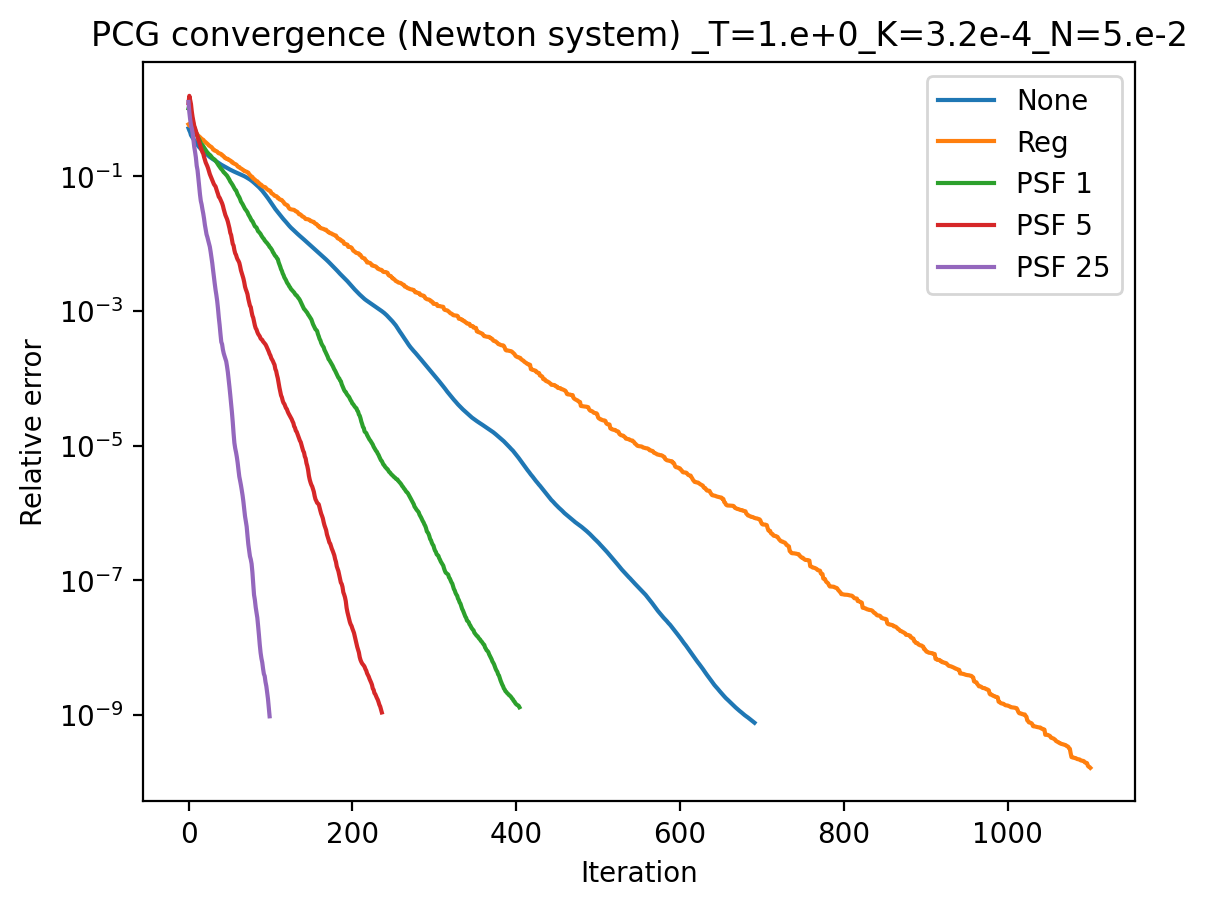 PCG convergence (Newton system) _T=1.e+0_K=3.2e-4_N=5.e-2
None
Reg
PSF 1
PSF 5
PSF 25
10⁻¹
10⁻³
10⁻⁵
10⁻⁷
10⁻⁹
Relative error
0 200 400 600 800 1000
Iteration